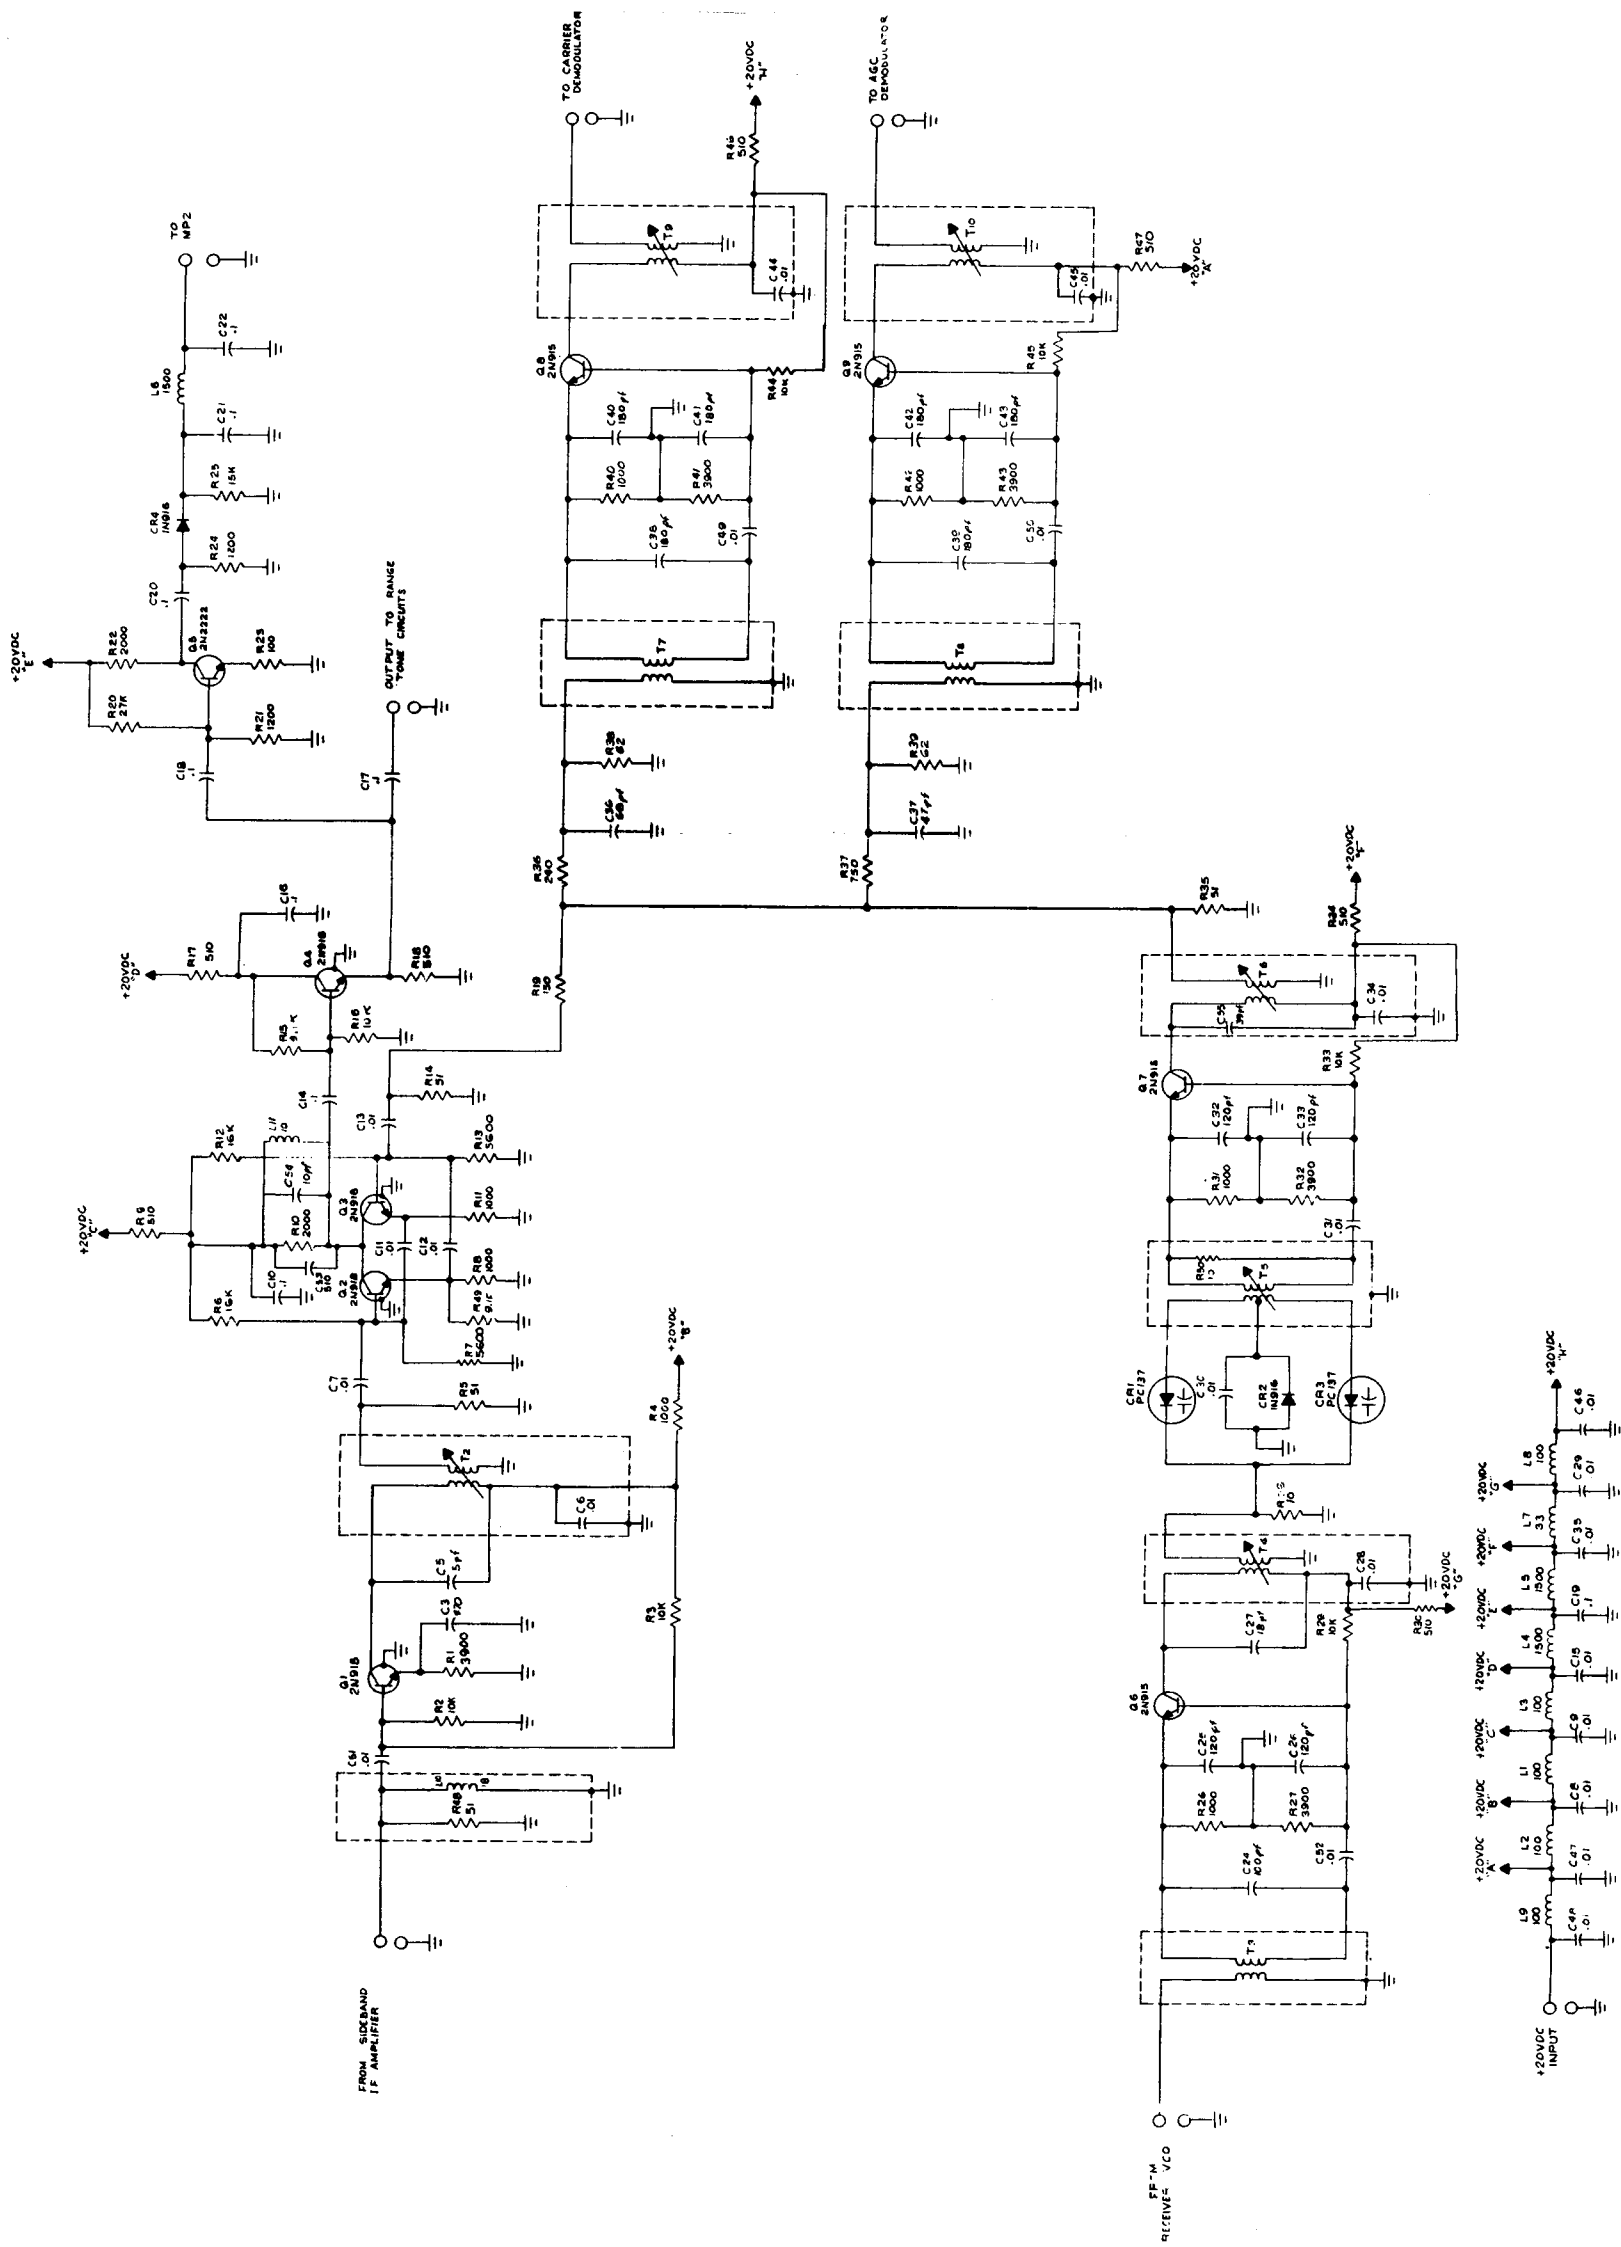 TO CARRIER
DEMODULATOR
+20VDC
"H"
R46
510
T9
C44
.01
Q8
2N915
R44
10K
C40
180pf
C41
180pf
R40
1000
R41
3900
C38
180pf
C49
.01
T7
R38
62
C36
68pf
R36
240
TO AGC
DEMODULATOR
T10
C45
.01
R47
510
+20VDC
"A"
Q9
2N915
R45
10K
C42
180pf
C43
180pf
1000
R43
3900
C39
180pf
.01
T8
R39
62
C37
47pf
R37
750
R35
51
TO
MP2
C22
.1
L6
1500
C21
.1
R25
15K
CR4
1N916
R24
1200
C20
.1
+20VDC
"E"
R22
2000
Q5
2N2222
R23
100
R20
27K
R21
1200
C18
.1
OUTPUT TO RANGE
TONE CIRCUITS
C17
.1
+20VDC
"D"
R17
510
C16
.1
Q4
2N918
R18
510
R15
R16
10K
R19
150
C14
R14
51
C13
.01
L11
10
R12
16K
R13
5600
C54
10pf
Q3
2N918
R11
1000
R10
2000
C11
.01
C12
.01
+20VDC
"C"
R9
510
C10
.1
510
Q2
2N918
R8
1000
R49
R6
16K
R7
5600
C7
.01
R5
51
+20VDC
"B"
R4
1000
T2
C6
.01
C5
5pf
C3
R3
10K
Q1
2N918
R1
3900
R2
10K
C51
.01
L10
18
R48
51
FROM SIDEBAND
IF AMPLIFIER
+20VDC
"F"
R34
510
T6
C55
39pf
C34
.01
R33
10K
Q7
2N918
C32
120pf
C33
120pf
R31
1000
R32
3900
C31
.01
R50
10
T5
CR1
PC137
.01
CR2
1N916
CR3
PC137
10
T4
C28
.01
C27
18pf
R29
10K
510
+20VDC
"G"
Q6
2N915
120pf
120pf
R26
1000
R27
3900
C24
100pf
C52
.01
T3
RECEIVER VCO
+20VDC
INPUT
L9
100
C48
.01
+20VDC
"A"
C47
.01
L2
100
+20VDC
"B"
C8
.01
L1
100
+20VDC
"C"
C9
.01
L3
100
+20VDC
"D"
C15
.01
L4
1500
+20VDC
"E"
C19
.1
L5
1500
+20VDC
"F"
C35
.01
L7
33
+20VDC
"G"
C29
.01
L8
100
+20VDC
"H"
C46
.01